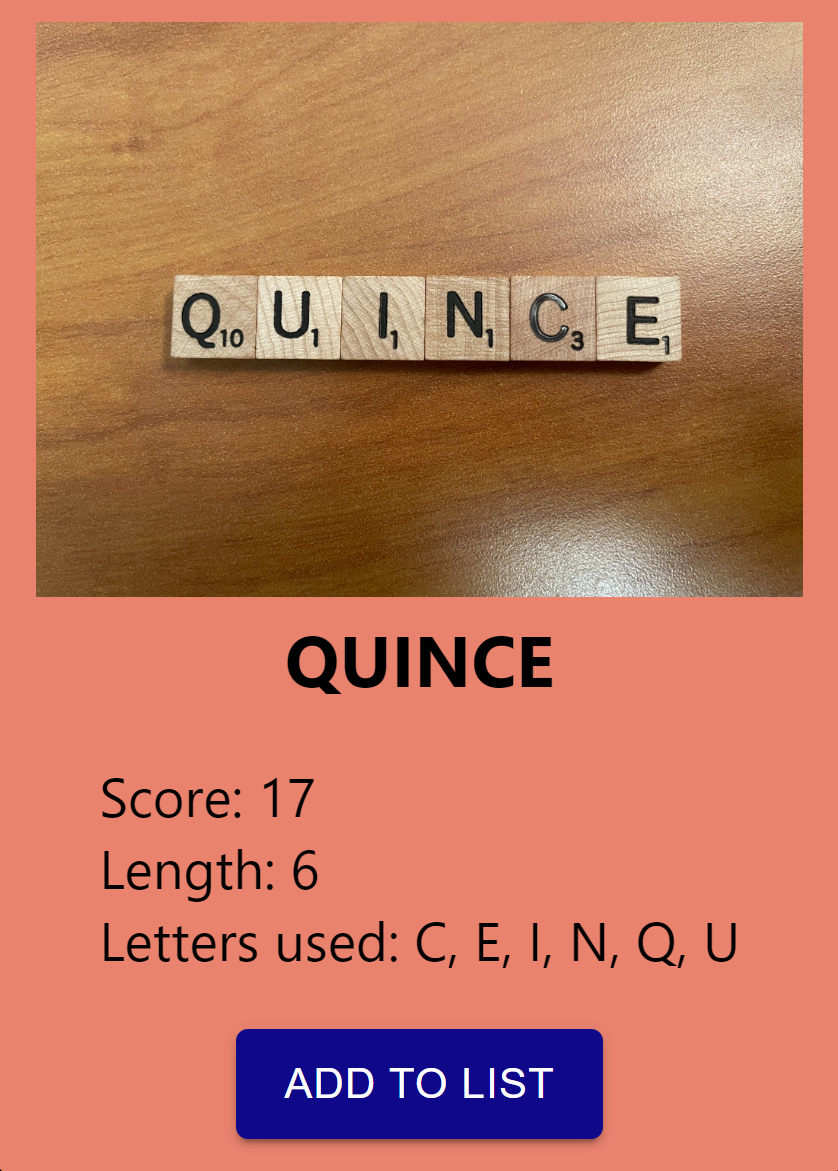 Q10 U1 I1 N1 C3 E1
QUINCE
Score: 17
Length: 6
Letters used: C, E, I, N, Q, U
ADD TO LIST